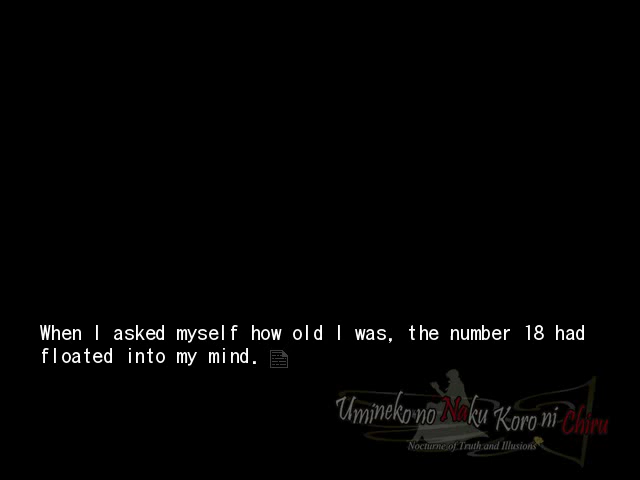 When I asked myself how old I was, the number 18 had
floated into my mind.
Umineko no Naku Koro ni Chiru
Nocturne of Truth and Illusions